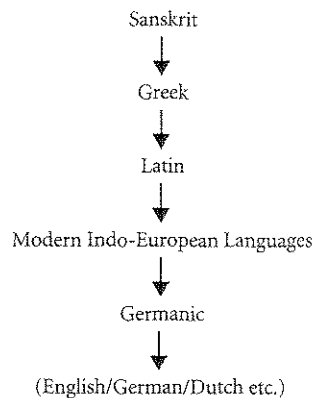 Sanskrit
Greek
Latin
Modern Indo-European Languages
Germanic
(English/German/Dutch etc.)